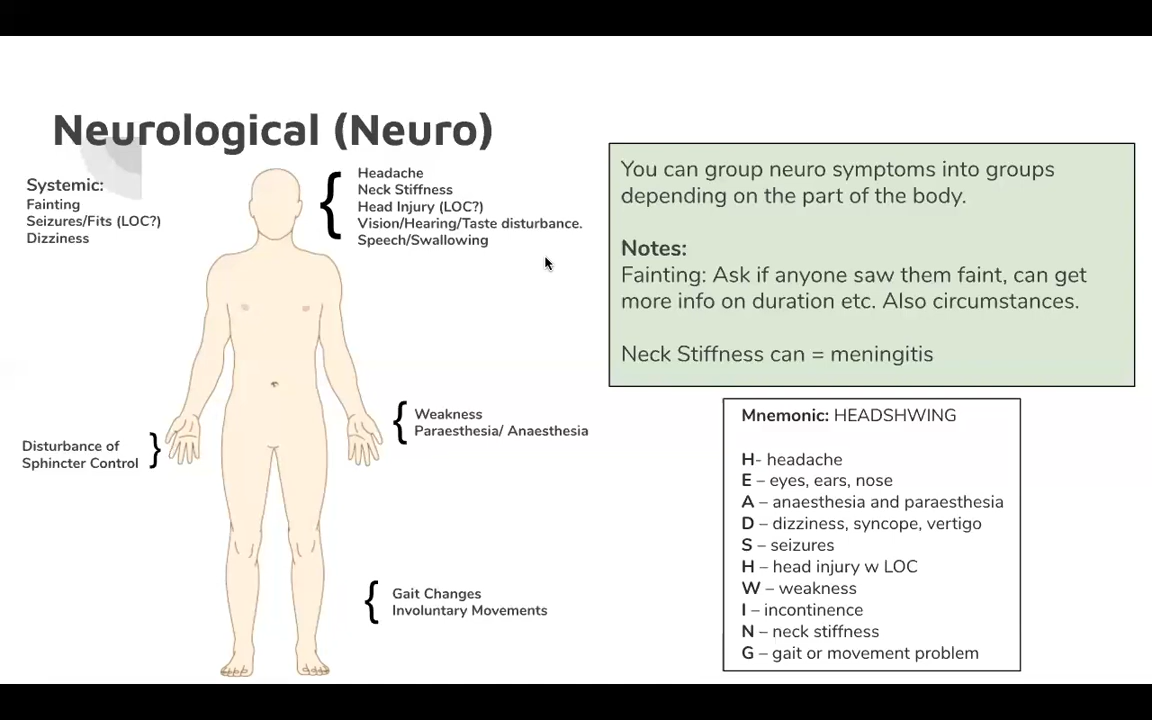 Neurological (Neuro)
Systemic:
Fainting
Seizures/Fits (LOC?)
Dizziness
Headache
Neck Stiffness
Head Injury (LOC?)
Vision/Hearing/Taste disturbance.
Speech/Swallowing
Disturbance of
Sphincter Control
Weakness
Paraesthesia/ Anaesthesia
Gait Changes
Involuntary Movements
You can group neuro symptoms into groups
depending on the part of the body.
Notes:
Fainting: Ask if anyone saw them faint, can get
more info on duration etc. Also circumstances.
Neck Stiffness can = meningitis
Mnemonic: HEADSHWING
H- headache
E – eyes, ears, nose
A – anaesthesia and paraesthesia
D – dizziness, syncope, vertigo
S – seizures
H – head injury w LOC
W – weakness
I – incontinence
N – neck stiffness
G – gait or movement problem